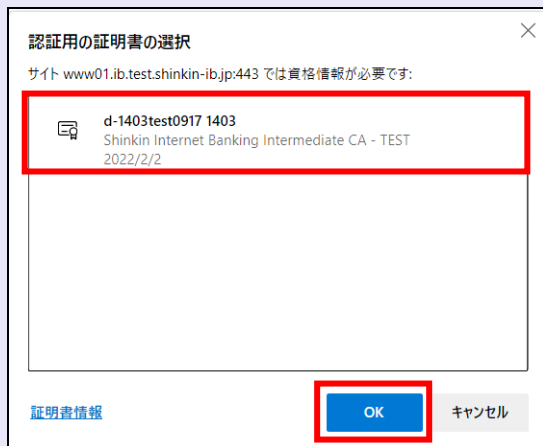 認証用の証明書の選択
サイト www01.ib.test.shinkin-ib.jp:443 では資格情報が必要です:
d-1403test0917 1403
Shinkin Internet Banking Intermediate CA - TEST
2022/2/2
証明書情報
OK
キャンセル